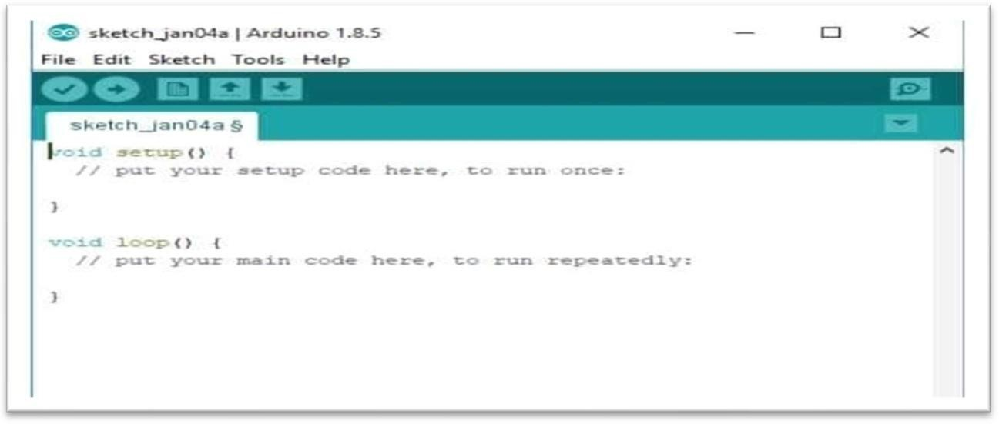 sketch_jan04a | Arduino 1.8.5
File Edit Sketch Tools Help
sketch_jan04a §
void setup() {
  // put your setup code here, to run once:
}
void loop() {
  // put your main code here, to run repeatedly:
}